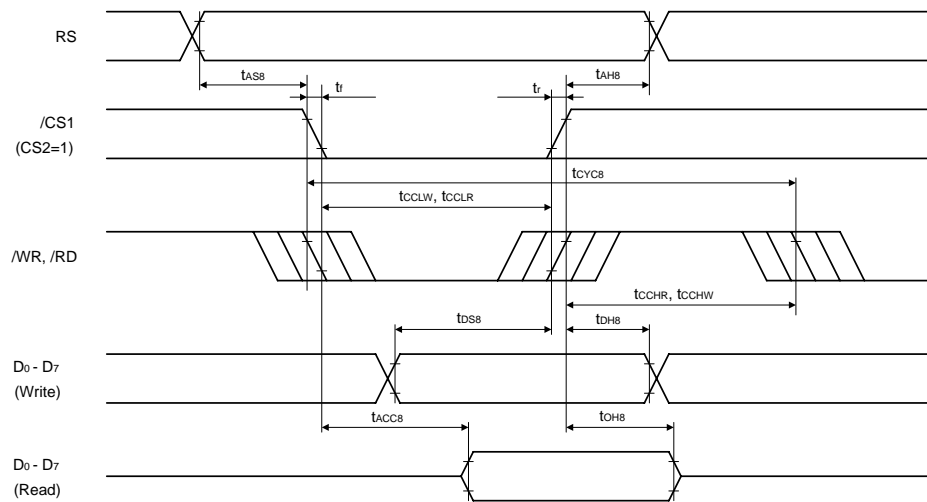 RS
tAS8
tAH8
tf
tr
/CS1
(CS2=1)
tCYC8
tCCLW, tCCLR
/WR, /RD
tCCHR, tCCHW
tDS8
tDH8
D0 - D7
(Write)
tACC8
tOH8
D0 - D7
(Read)